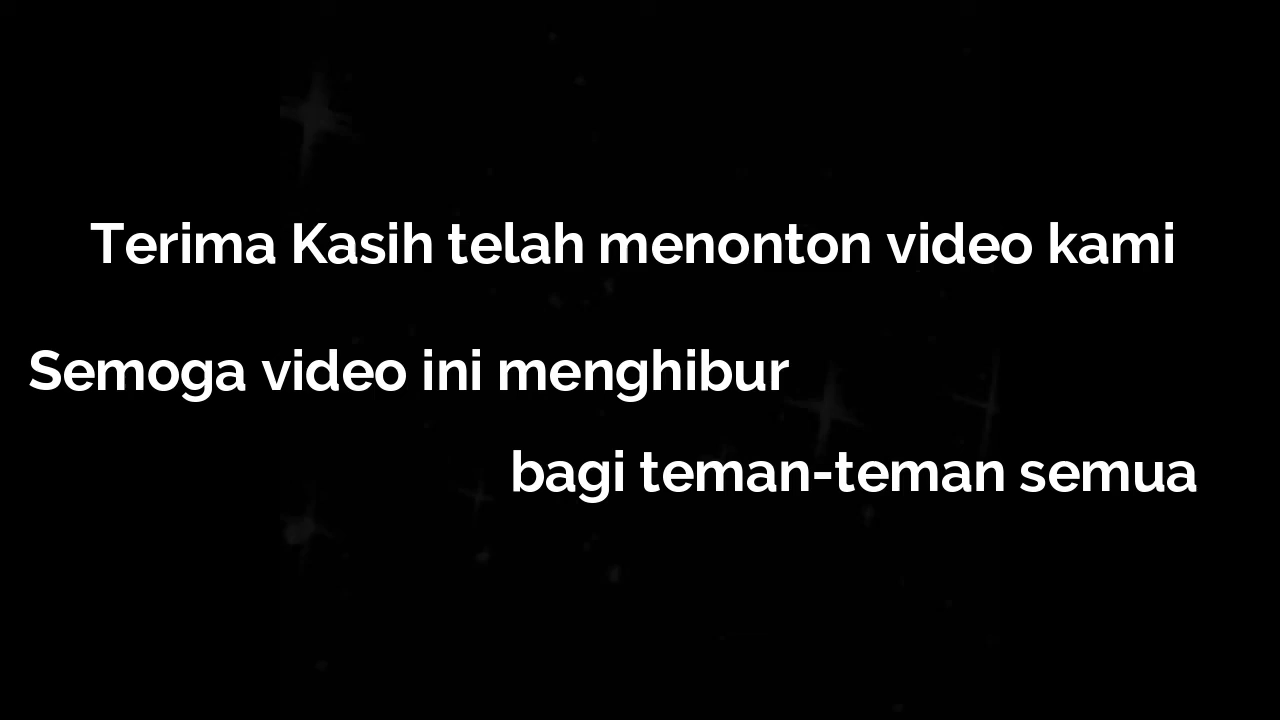 Terima Kasih telah menonton video kami
Semoga video ini menghibur
bagi teman-teman semua